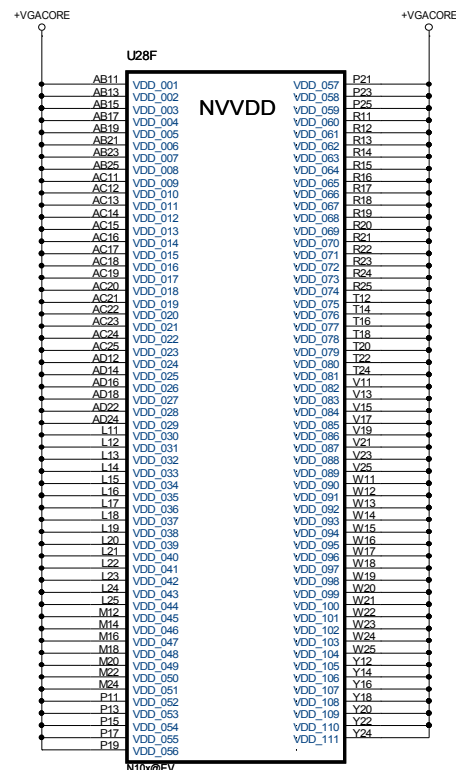 +VGACORE +VGACORE
U28F
NVVDD
AB11 VDD_001 VDD_057 P21
AB13 VDD_002 VDD_058 P23
AB15 VDD_003 VDD_059 P25
AB17 VDD_004 VDD_060 R11
AB19 VDD_005 VDD_061 R12
AB21 VDD_006 VDD_062 R13
AB23 VDD_007 VDD_063 R14
AB25 VDD_008 VDD_064 R15
AC11 VDD_009 VDD_065 R16
AC12 VDD_010 VDD_066 R17
AC13 VDD_011 VDD_067 R18
AC14 VDD_012 VDD_068 R19
AC15 VDD_013 VDD_069 R20
AC16 VDD_014 VDD_070 R21
AC17 VDD_015 VDD_071 R22
AC18 VDD_016 VDD_072 R23
AC19 VDD_017 VDD_073 R24
AC20 VDD_018 VDD_074 R25
AC21 VDD_019 VDD_075 T12
AC22 VDD_020 VDD_076 T14
AC23 VDD_021 VDD_077 T16
AC24 VDD_022 VDD_078 T18
AC25 VDD_023 VDD_079 T20
AD12 VDD_024 VDD_080 T22
AD14 VDD_025 VDD_081 T24
AD16 VDD_026 VDD_082 V11
AD18 VDD_027 VDD_083 V13
AD22 VDD_028 VDD_084 V15
AD24 VDD_029 VDD_085 V17
L11 VDD_030 VDD_086 V19
L12 VDD_031 VDD_087 V21
L13 VDD_032 VDD_088 V23
L14 VDD_033 VDD_089 V25
L15 VDD_034 VDD_090 W11
L16 VDD_035 VDD_091 W12
L17 VDD_036 VDD_092 W13
L18 VDD_037 VDD_093 W14
L19 VDD_038 VDD_094 W15
L20 VDD_039 VDD_095 W16
L21 VDD_040 VDD_096 W17
L22 VDD_041 VDD_097 W18
L23 VDD_042 VDD_098 W19
L24 VDD_043 VDD_099 W20
L25 VDD_044 VDD_100 W21
M12 VDD_045 VDD_101 W22
M14 VDD_046 VDD_102 W23
M16 VDD_047 VDD_103 W24
M18 VDD_048 VDD_104 W25
M20 VDD_049 VDD_105 Y12
M22 VDD_050 VDD_106 Y14
M24 VDD_051 VDD_107 Y16
P11 VDD_052 VDD_108 Y18
P13 VDD_053 VDD_109 Y20
P15 VDD_054 VDD_110 Y22
P17 VDD_055 VDD_111 Y24
P19 VDD_056
N10x@EV